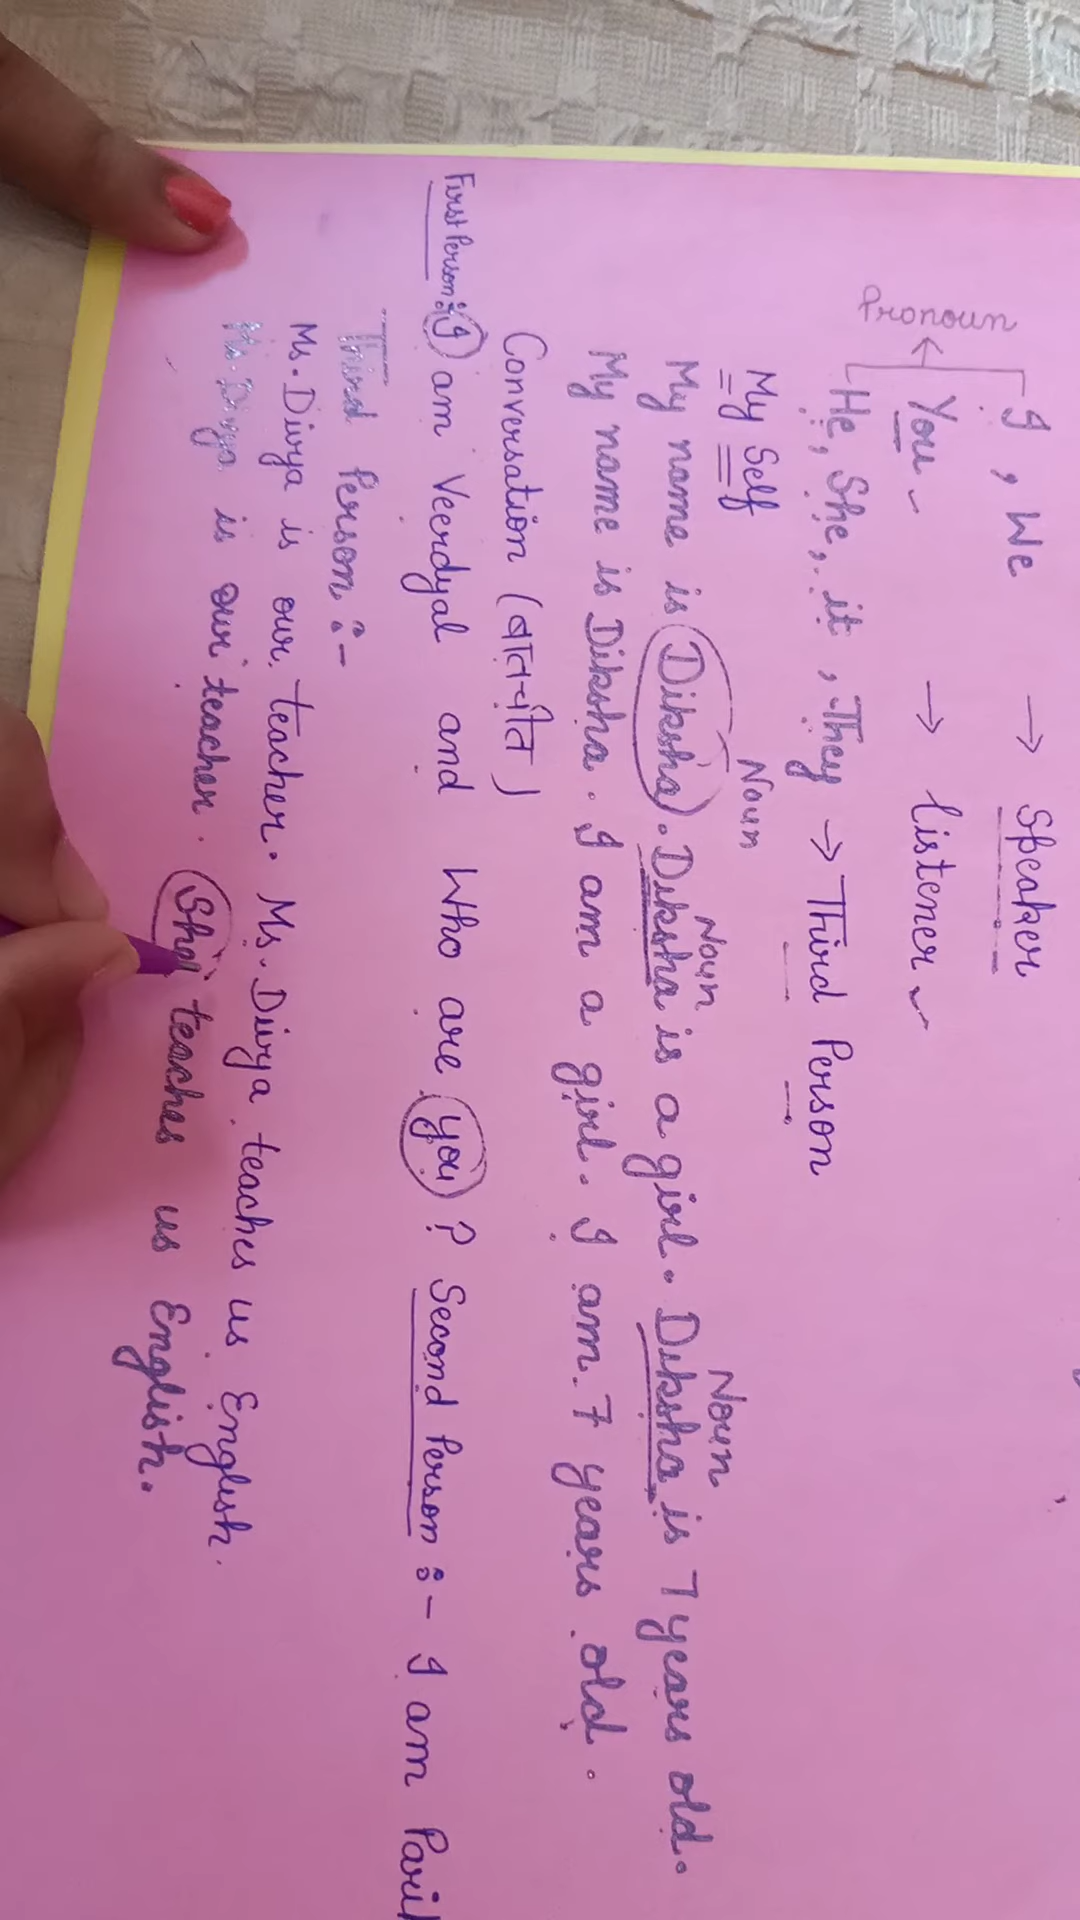 I, We → Speaker
Pronoun
You → listener
He, She, it, They → Third Person
My Self
Noun Noun Noun
My name is Diksha. Diksha is a girl. Diksha is 7 years old.
My name is Diksha. I am a girl. I am 7 years old.
Conversation (बातचीत)
First Person :- I am Veerdyal and Who are you? Second Person :- I am
Third Person :-
Ms. Divya is our teacher. Ms. Divya teaches us English.
Ms. Divya is our teacher. She teaches us English.